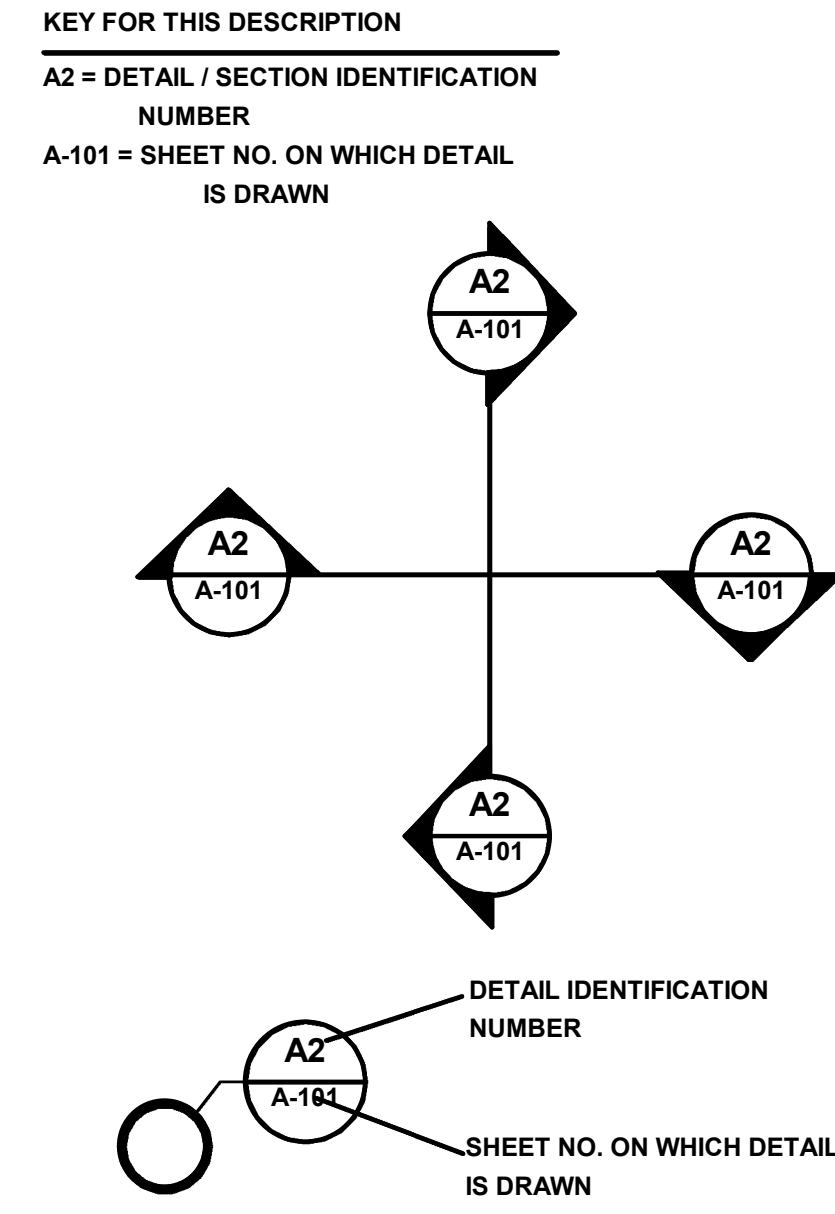 KEY FOR THIS DESCRIPTION
A2 = DETAIL / SECTION IDENTIFICATION
NUMBER
A-101 = SHEET NO. ON WHICH DETAIL
IS DRAWN
A2
A-101
A2
A-101
A2
A-101
A2
A-101
DETAIL IDENTIFICATION
NUMBER
A2
A-101
SHEET NO. ON WHICH DETAIL
IS DRAWN